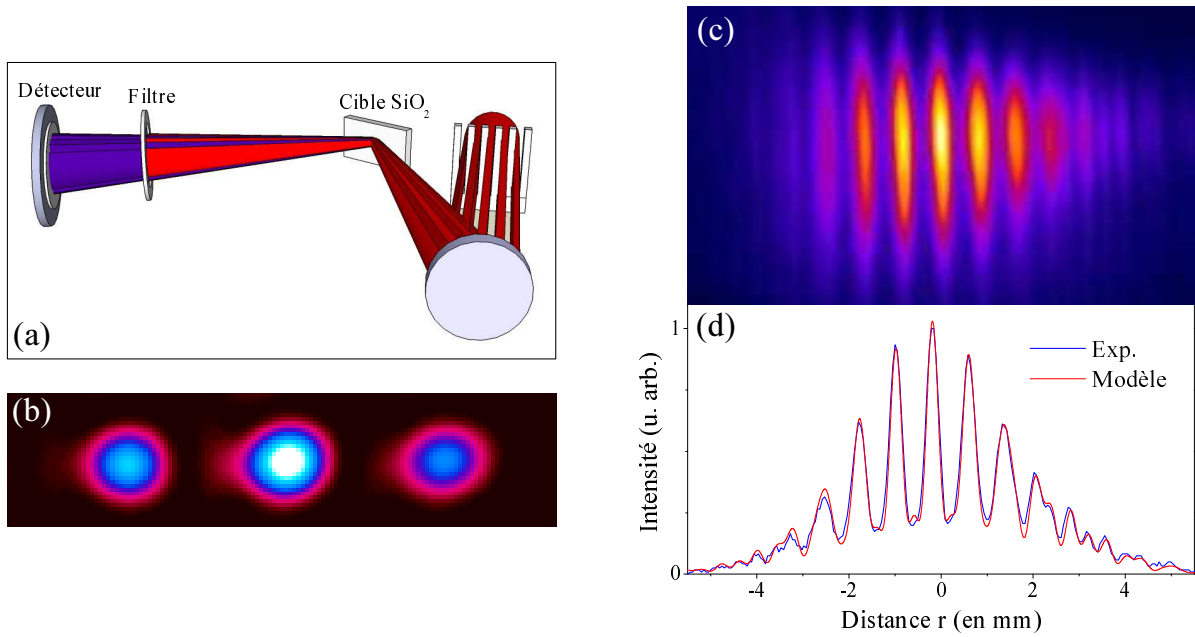 Détecteur
Filtre
Cible SiO₂
(a)
(b)
(c)
(d)
Exp.
Modèle
Intensité (u. arb.)
1
0
-4
-2
0
2
4
Distance r (en mm)